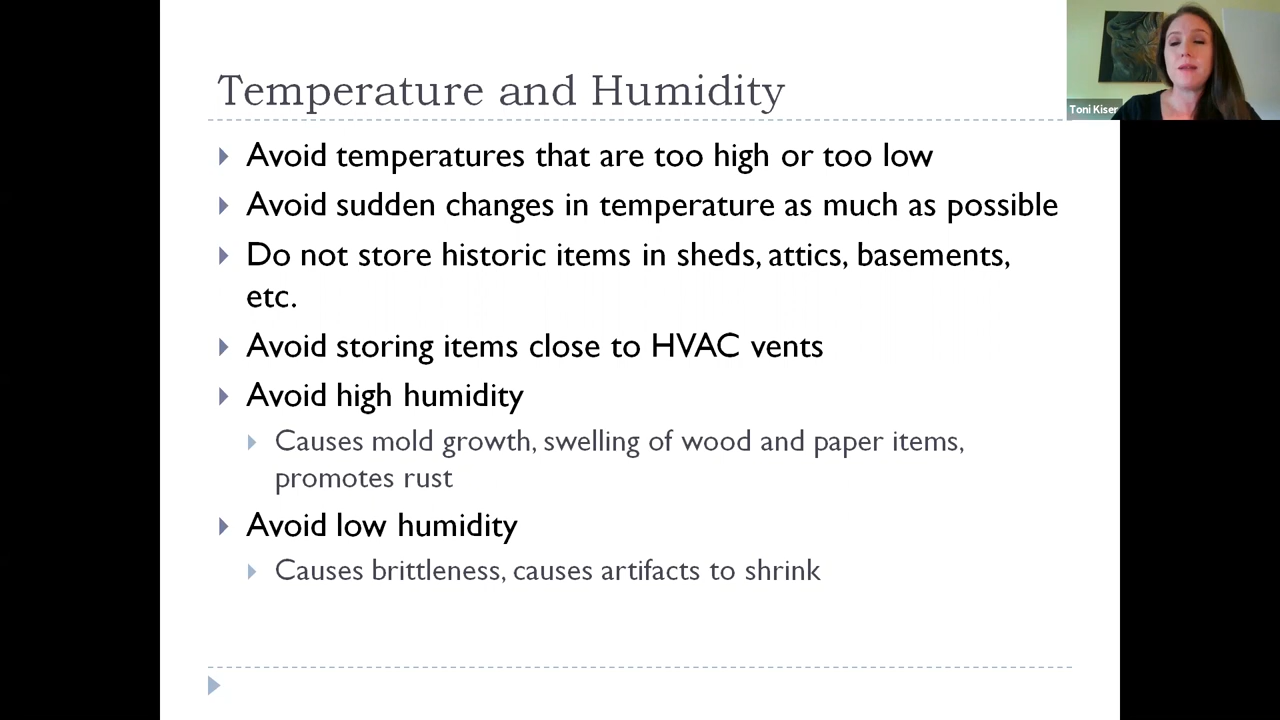 Temperature and Humidity
Toni Kiser
Avoid temperatures that are too high or too low
Avoid sudden changes in temperature as much as possible
Do not store historic items in sheds, attics, basements,
etc.
Avoid storing items close to HVAC vents
Avoid high humidity
Causes mold growth, swelling of wood and paper items,
promotes rust
Avoid low humidity
Causes brittleness, causes artifacts to shrink